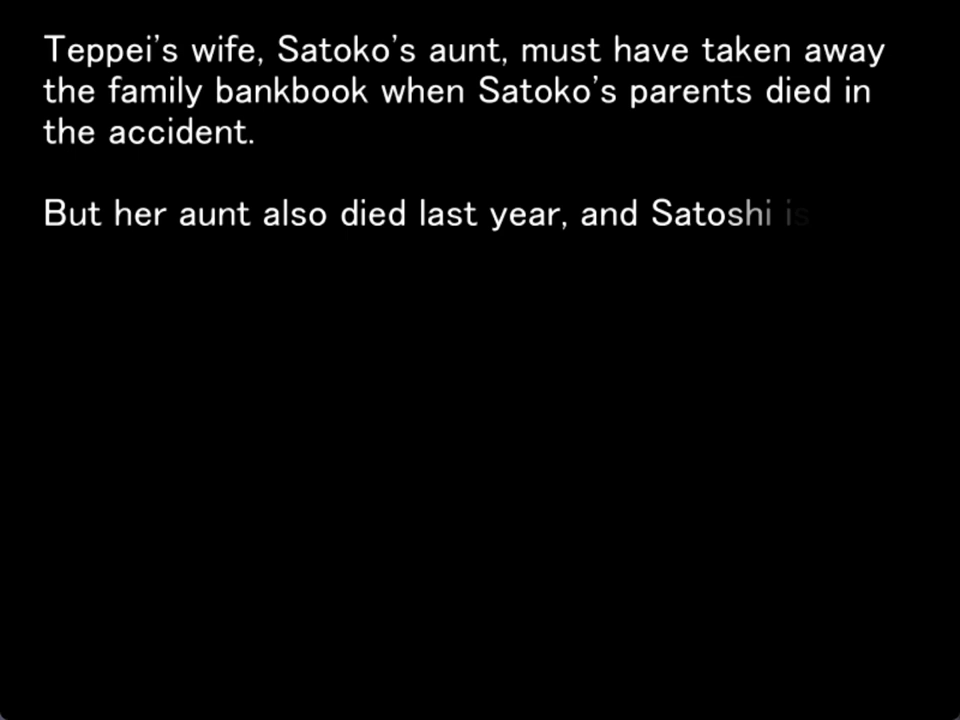 Teppei's wife, Satoko's aunt, must have taken away
the family bankbook when Satoko's parents died in
the accident.
But her aunt also died last year, and Satoshi is